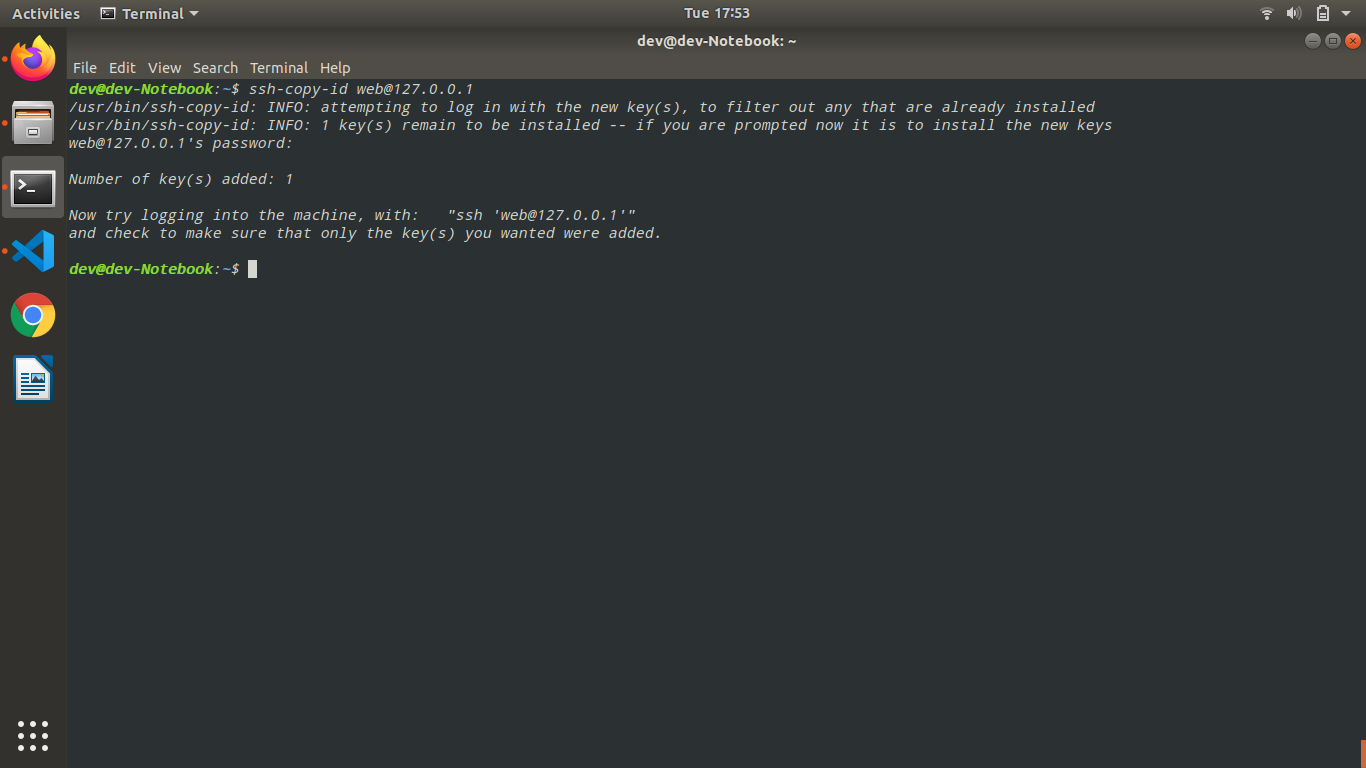 Activities Terminal Tue 17:53
dev@dev-Notebook: ~
File Edit View Search Terminal Help
dev@dev-Notebook:~$ ssh-copy-id web@127.0.0.1
/usr/bin/ssh-copy-id: INFO: attempting to log in with the new key(s), to filter out any that are already installed
/usr/bin/ssh-copy-id: INFO: 1 key(s) remain to be installed -- if you are prompted now it is to install the new keys
web@127.0.0.1's password:
Number of key(s) added: 1
Now try logging into the machine, with:   "ssh 'web@127.0.0.1'"
and check to make sure that only the key(s) you wanted were added.
dev@dev-Notebook:~$